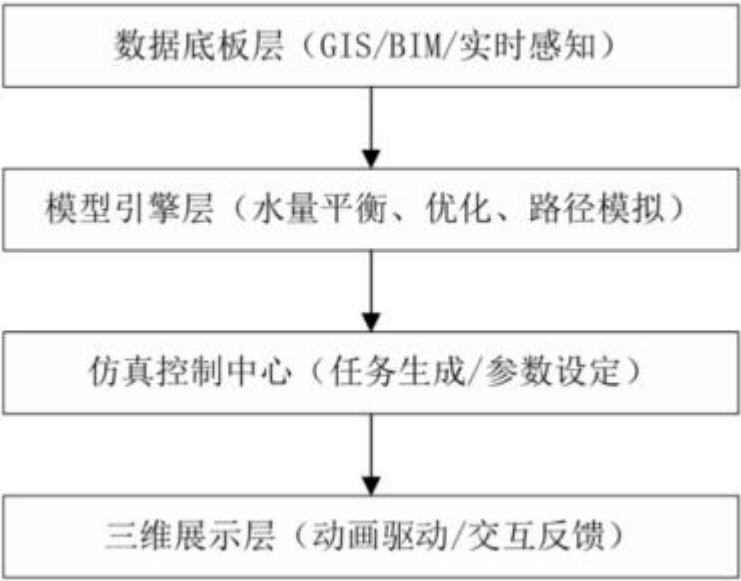 数据底板层（GIS/BIM/实时感知）
模型引擎层（水量平衡、优化、路径模拟）
仿真控制中心（任务生成/参数设定）
三维展示层（动画驱动/交互反馈）